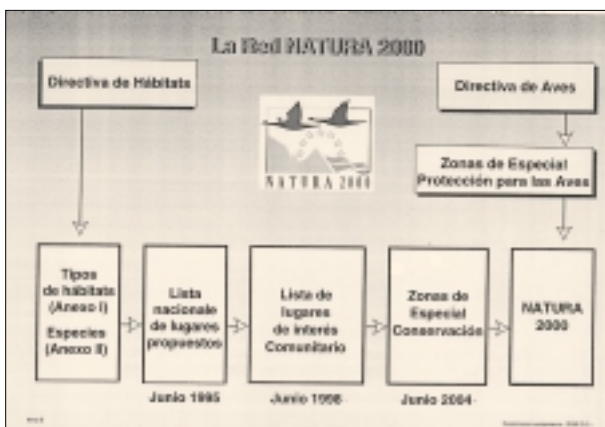 La Red NATURA 2000
Directiva de Hábitats
Directiva de Aves
NATURA 2000
Zonas de Especial
Protección para las Aves
Tipos
de hábitats
(Anexo I)
Especies
(Anexo II)
Lista
nacionale
de lugares
propuestos
Lista de
lugares
de interés
Comunitario
Zonas de
Especial
Conservación
NATURA
2000
Junio 1995
Junio 1998
Junio 2004